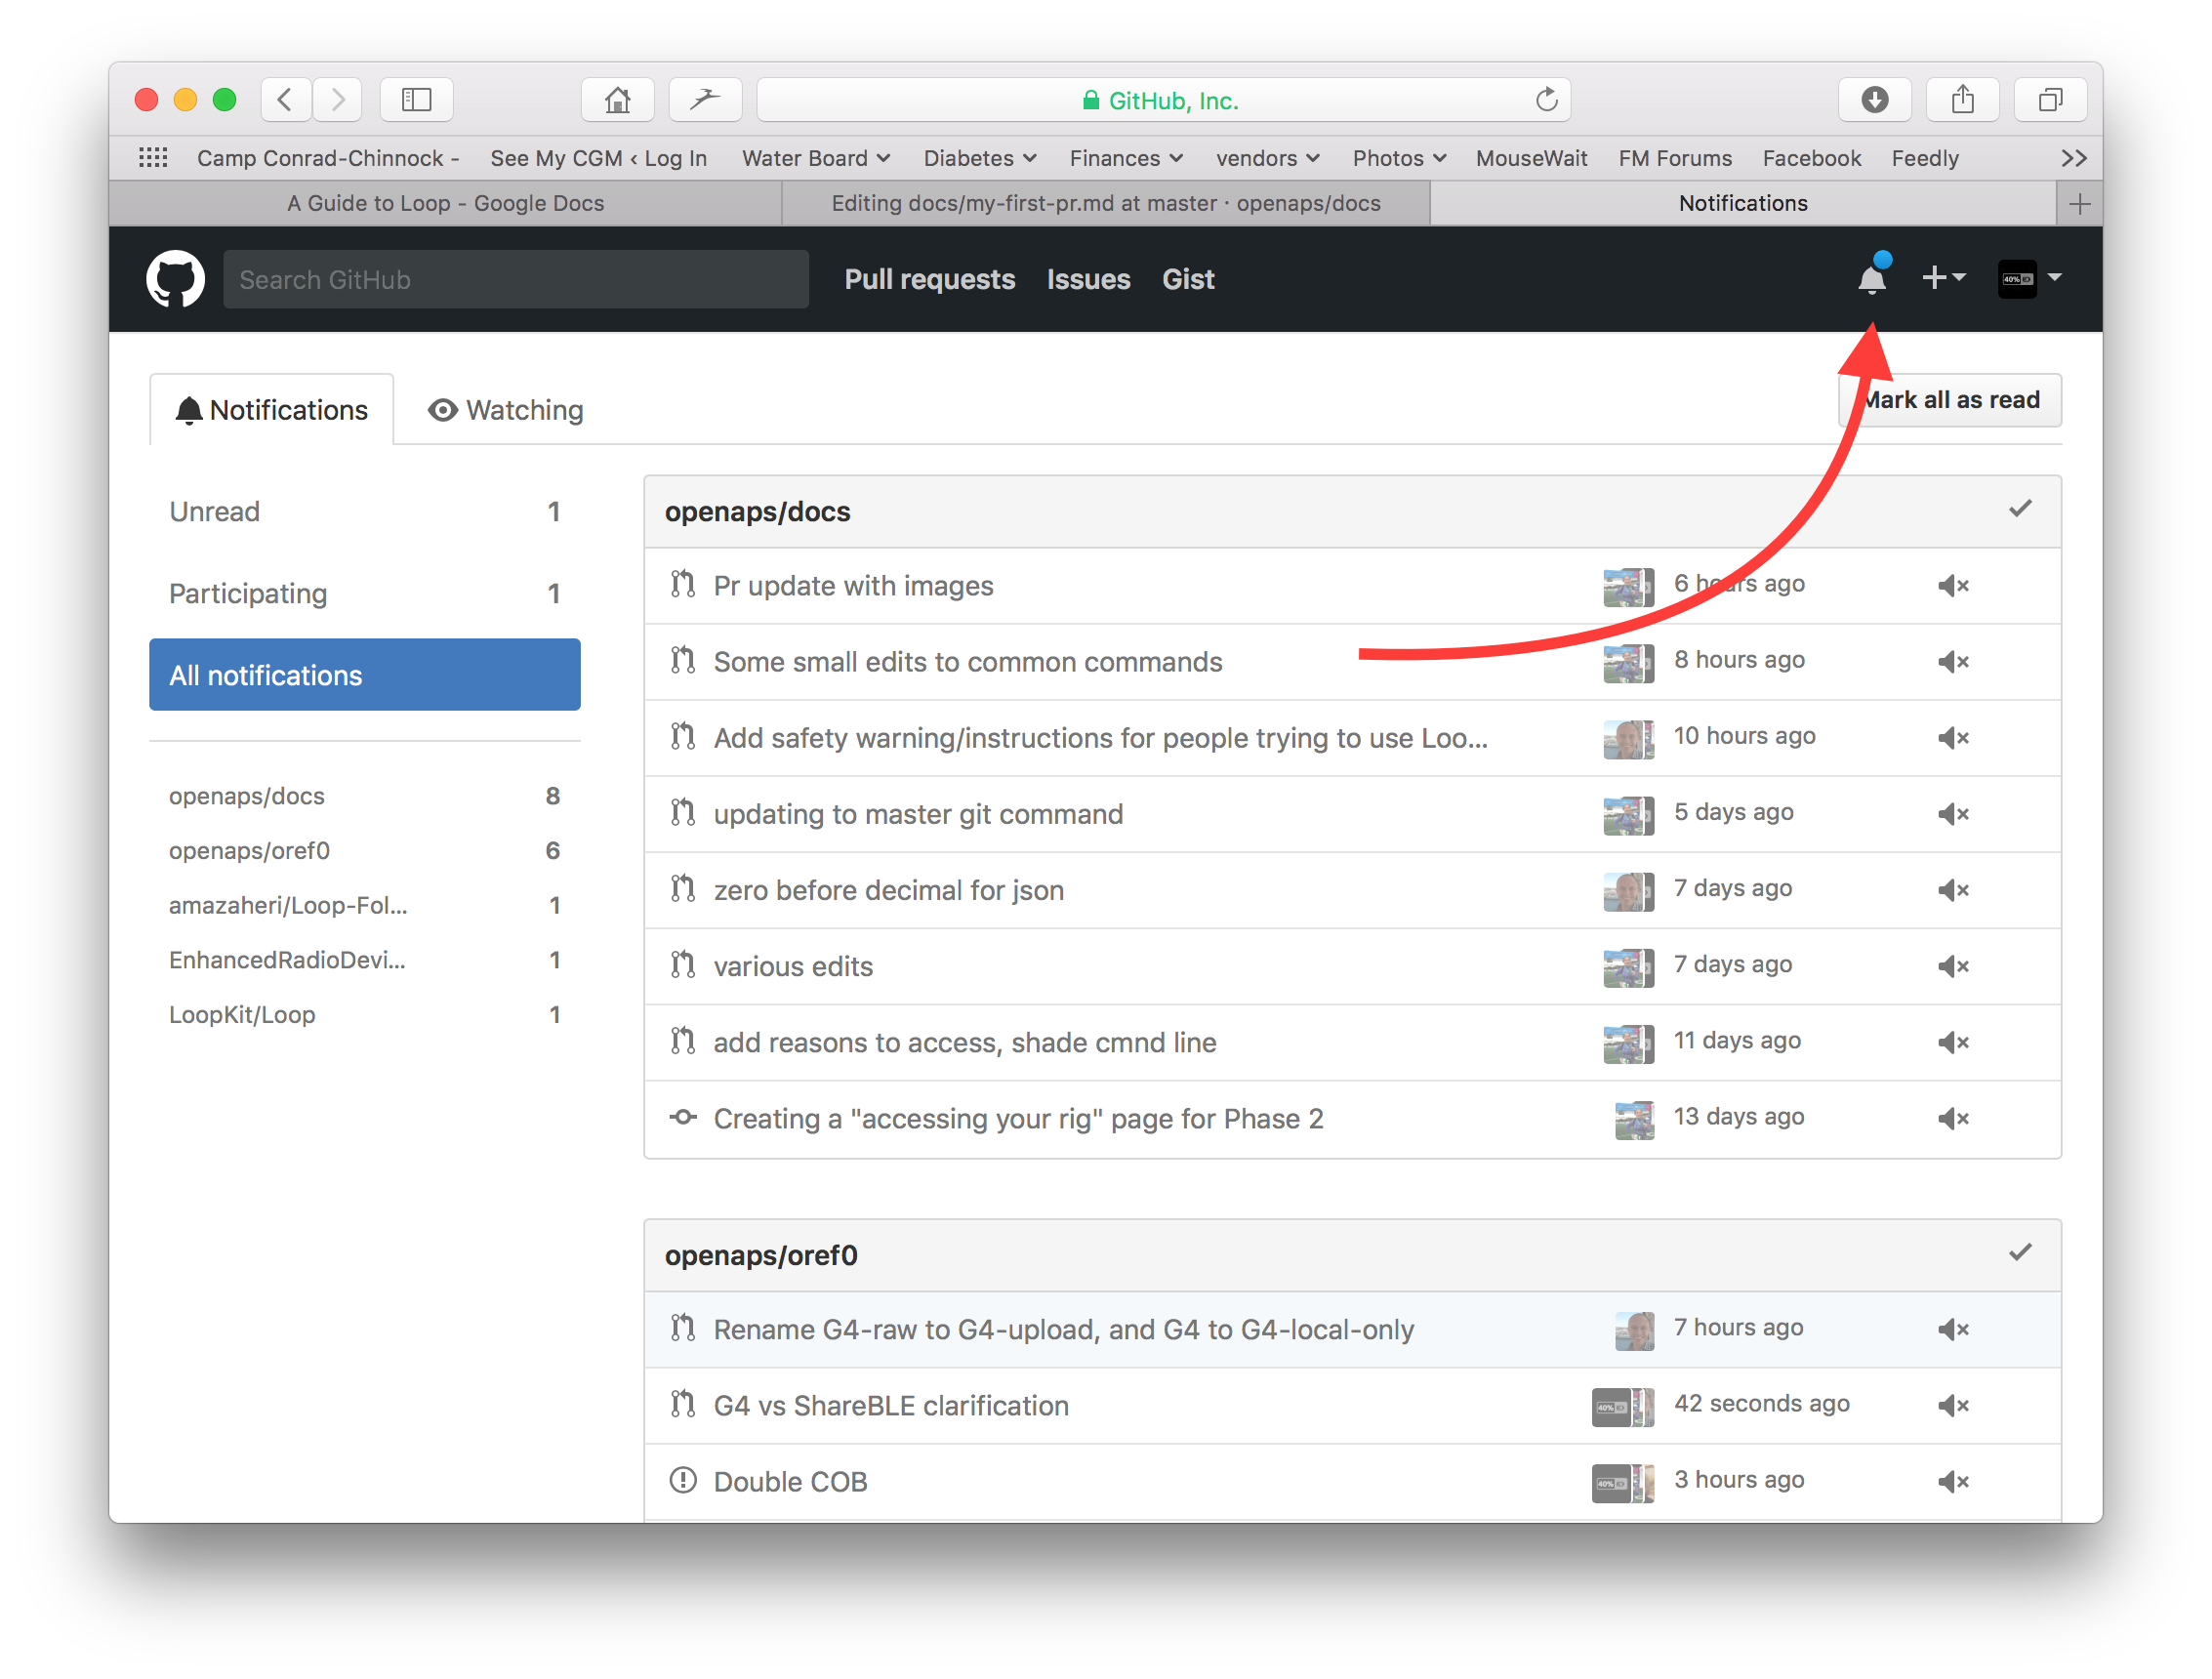 GitHub, Inc.
Camp Conrad-Chinnock - See My CGM ‹ Log In Water Board Diabetes Finances vendors Photos MouseWait FM Forums Facebook Feedly
A Guide to Loop - Google Docs Editing docs/my-first-pr.md at master · openaps/docs Notifications
Search GitHub Pull requests Issues Gist
40%
Notifications Watching Mark all as read
Unread 1
Participating 1
All notifications
openaps/docs 8
openaps/oref0 6
amazaheri/Loop-Fol... 1
EnhancedRadioDevi... 1
LoopKit/Loop 1
openaps/docs
Pr update with images 6 hours ago
Some small edits to common commands 8 hours ago
Add safety warning/instructions for people trying to use Loo... 10 hours ago
updating to master git command 5 days ago
zero before decimal for json 7 days ago
various edits 7 days ago
add reasons to access, shade cmnd line 11 days ago
Creating a "accessing your rig" page for Phase 2 13 days ago
openaps/oref0
Rename G4-raw to G4-upload, and G4 to G4-local-only 7 hours ago
G4 vs ShareBLE clarification 40% 42 seconds ago
Double COB 40% 3 hours ago